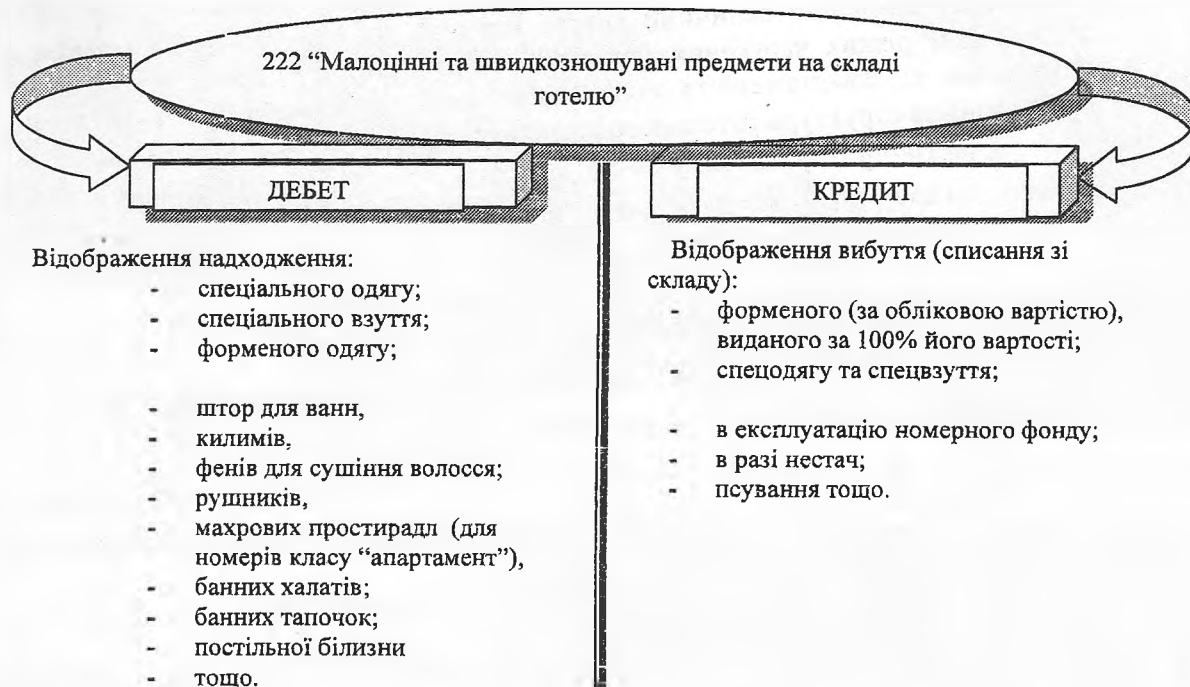 222 “Малоцінні та швидкозношувані предмети на складі
готелю”
ДЕБЕТ
КРЕДИТ
Відображення надходження:
- спеціального одягу;
- спеціального взуття;
- форменого одягу;
- штор для ванн,
- килимів,
- фенів для сушіння волосся;
- рушників,
- махрових простирадл (для
номерів класу “апартамент”),
- банних халатів;
- банних тапочок;
- постільної білизни
- тощо.
Відображення вибуття (списання зі
складу):
- форменого (за обліковою вартістю),
виданого за 100% його вартості;
- спецодягу та спецвзуття;
- в експлуатацію номерного фонду;
- в разі нестач;
- псування тощо.